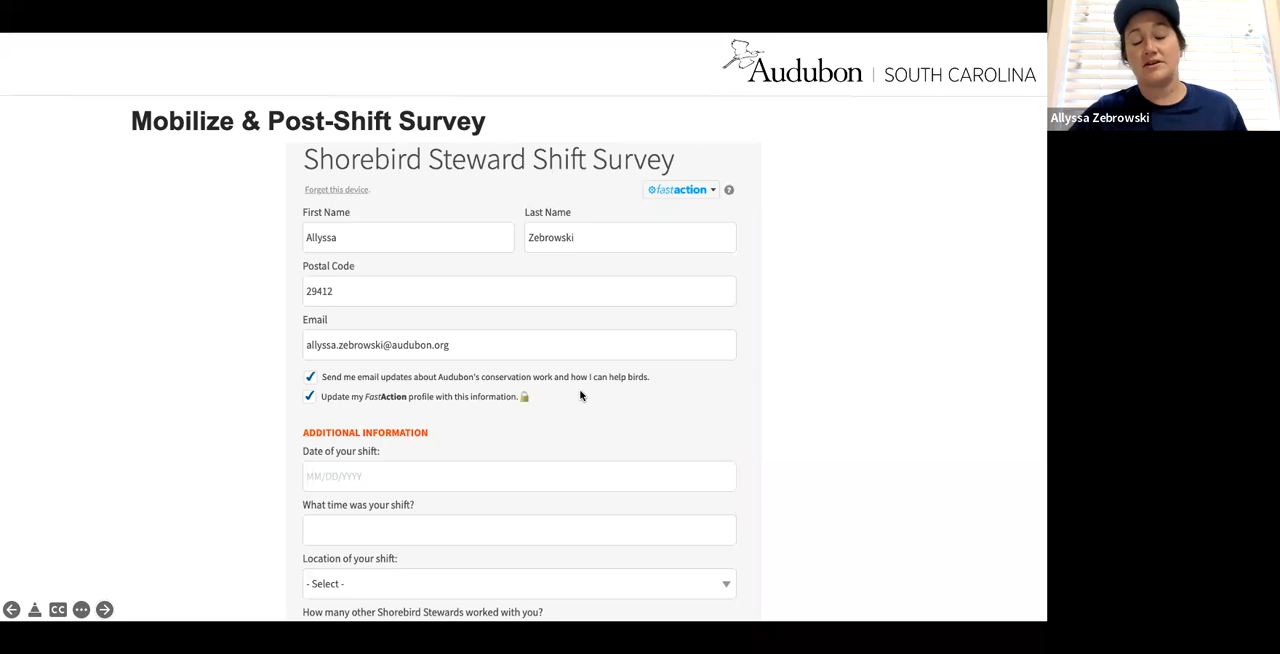 Audubon | SOUTH CAROLINA
Allyssa Zebrowski
Mobilize & Post-Shift Survey
Shorebird Steward Shift Survey
Forget this device.
fastaction
?
First Name
Last Name
Allyssa
Zebrowski
Postal Code
29412
Email
allyssa.zebrowski@audubon.org
Send me email updates about Audubon's conservation work and how I can help birds.
Update my FastAction profile with this information.
ADDITIONAL INFORMATION
Date of your shift:
MM/DD/YYYY
What time was your shift?
Location of your shift:
- Select -
How many other Shorebird Stewards worked with you?
CC